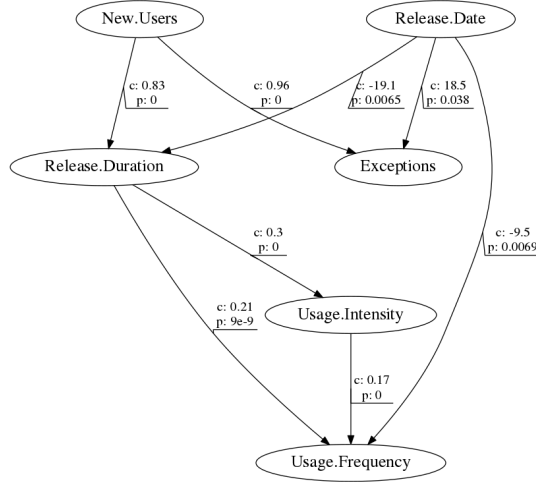 New.Users
Release.Date
c: 0.83
p: 0
c: 0.96
p: 0
c: -19.1
p: 0.0065
c: 18.5
p: 0.038
Release.Duration
Exceptions
c: 0.3
p: 0
c: -9.5
p: 0.0069
c: 0.21
p: 9e-9
Usage.Intensity
c: 0.17
p: 0
Usage.Frequency